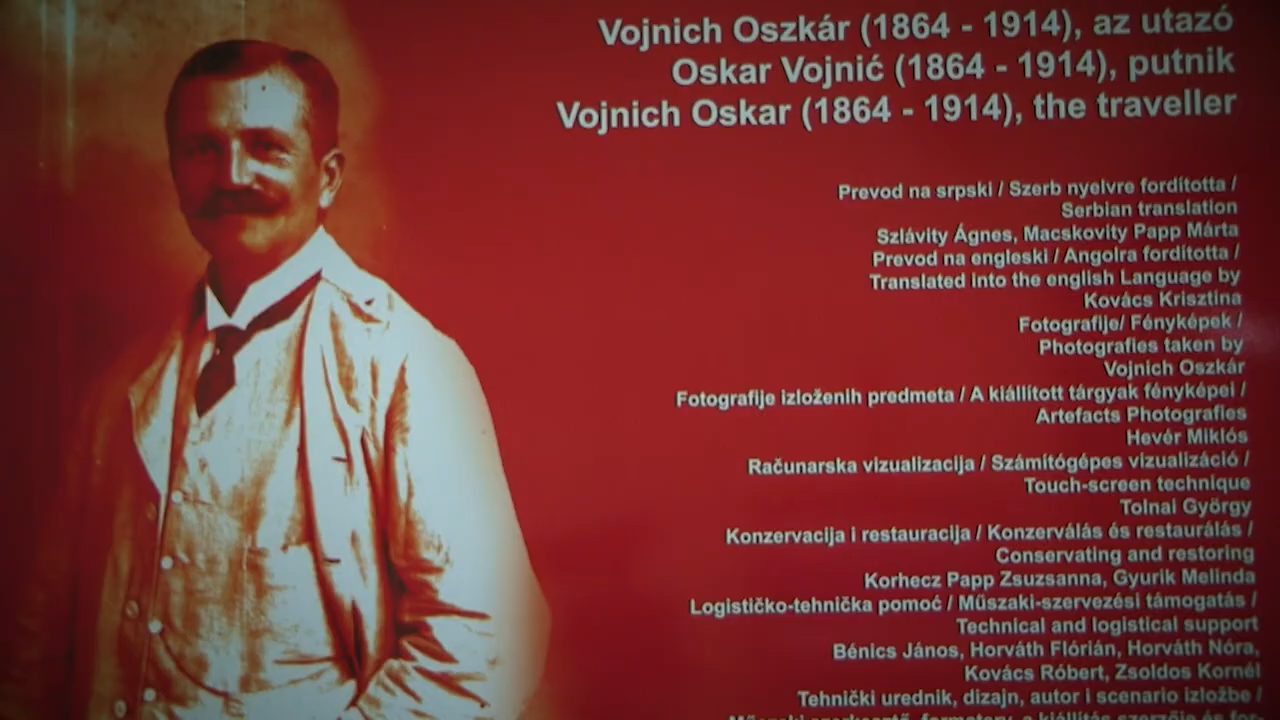 Vojnich Oszkár (1864 - 1914), az utazó
Oskar Vojnić (1864 - 1914), putnik
Vojnich Oskar (1864 - 1914), the traveller
Prevod na srpski / Szerb nyelvre fordította /
Serbian translation
Szlávity Ágnes, Macskovity Papp Márta
Prevod na engleski / Angolra fordította /
Translated into the english Language by
Kovács Krisztina
Fotografije/ Fényképek /
Photografies taken by
Vojnich Oszkár
Fotografije izloženih predmeta / A kiállított tárgyak fényképei /
Artefacts Photografies
Hevér Miklós
Računarska vizualizacija / Számítógépes vizualizáció /
Touch-screen technique
Tolnai György
Konzervacija i restauracija / Konzerválás és restaurálás /
Conservating and restoring
Korhecz Papp Zsuzsanna, Gyurik Melinda
Logističko-tehnička pomoć / Műszaki-szervezési támogatás /
Technical and logistical support
Bénics János, Horváth Flórián, Horváth Nóra,
Kovács Róbert, Zsoldos Kornél
Tehnički urednik, dizajn, autor i scenario izložbe /